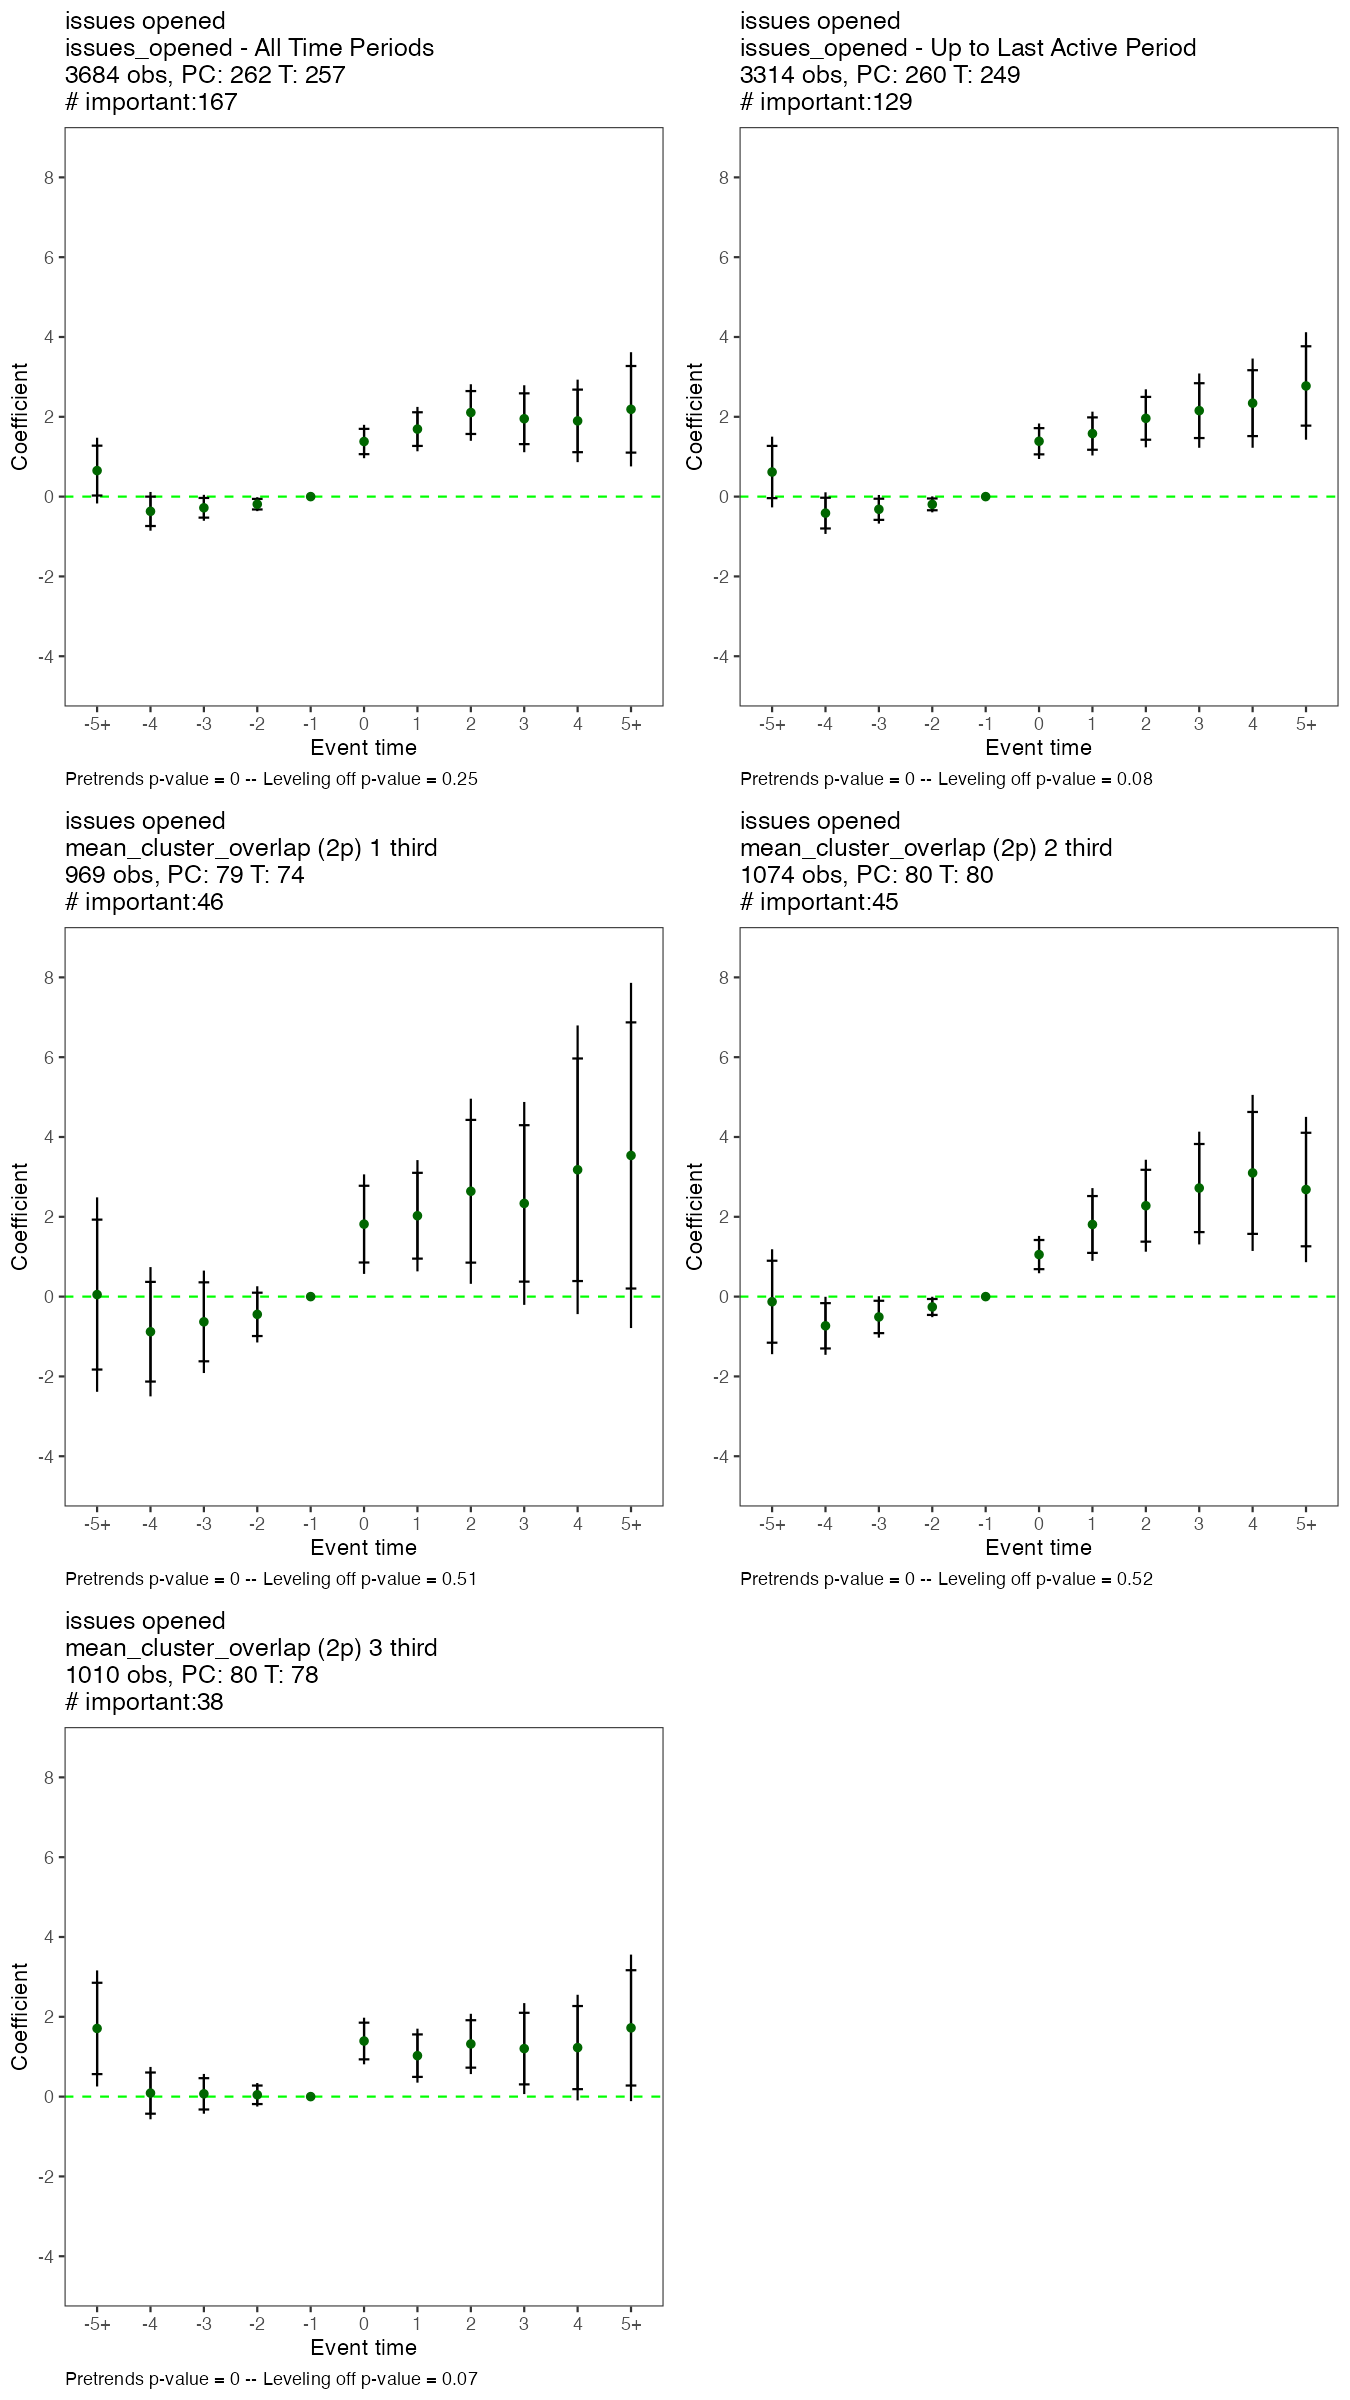 issues opened
issues_opened - All Time Periods
3684 obs, PC: 262 T: 257
# important:167
8
6
4
2
0
-2
-4
Coefficient
-5+ -4 -3 -2 -1 0 1 2 3 4 5+
Event time
Pretrends p-value = 0 -- Leveling off p-value = 0.25
issues opened
issues_opened - Up to Last Active Period
3314 obs, PC: 260 T: 249
# important:129
8
6
4
2
0
-2
-4
Coefficient
-5+ -4 -3 -2 -1 0 1 2 3 4 5+
Event time
Pretrends p-value = 0 -- Leveling off p-value = 0.08
issues opened
mean_cluster_overlap (2p) 1 third
969 obs, PC: 79 T: 74
# important:46
8
6
4
2
0
-2
-4
Coefficient
-5+ -4 -3 -2 -1 0 1 2 3 4 5+
Event time
Pretrends p-value = 0 -- Leveling off p-value = 0.51
issues opened
mean_cluster_overlap (2p) 2 third
1074 obs, PC: 80 T: 80
# important:45
8
6
4
2
0
-2
-4
Coefficient
-5+ -4 -3 -2 -1 0 1 2 3 4 5+
Event time
Pretrends p-value = 0 -- Leveling off p-value = 0.52
issues opened
mean_cluster_overlap (2p) 3 third
1010 obs, PC: 80 T: 78
# important:38
8
6
4
2
0
-2
-4
Coefficient
-5+ -4 -3 -2 -1 0 1 2 3 4 5+
Event time
Pretrends p-value = 0 -- Leveling off p-value = 0.07